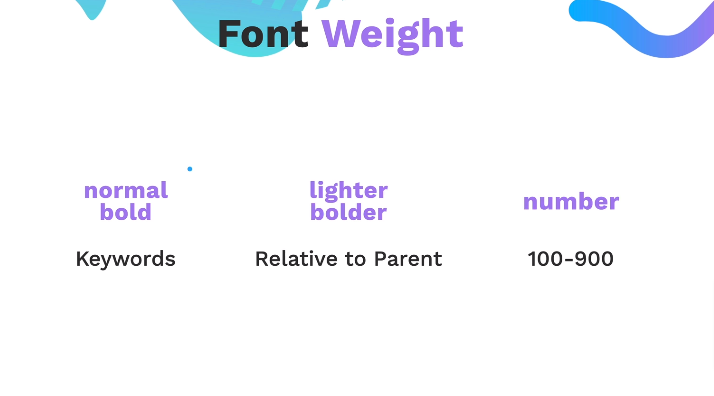 Font Weight
normal
bold
Keywords
lighter
bolder
Relative to Parent
number
100-900